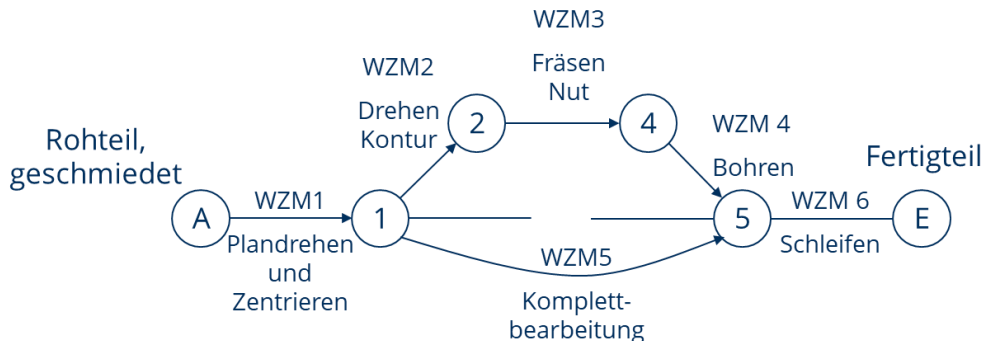 WZM3
WZM2
Fräsen
Nut
Drehen
Kontur
2
4
WZM 4
Bohren
Rohteil,
geschmiedet
Fertigteil
A
WZM1
1
5
WZM 6
E
Plandrehen
und
Zentrieren
WZM5
Schleifen
Komplett-
bearbeitung